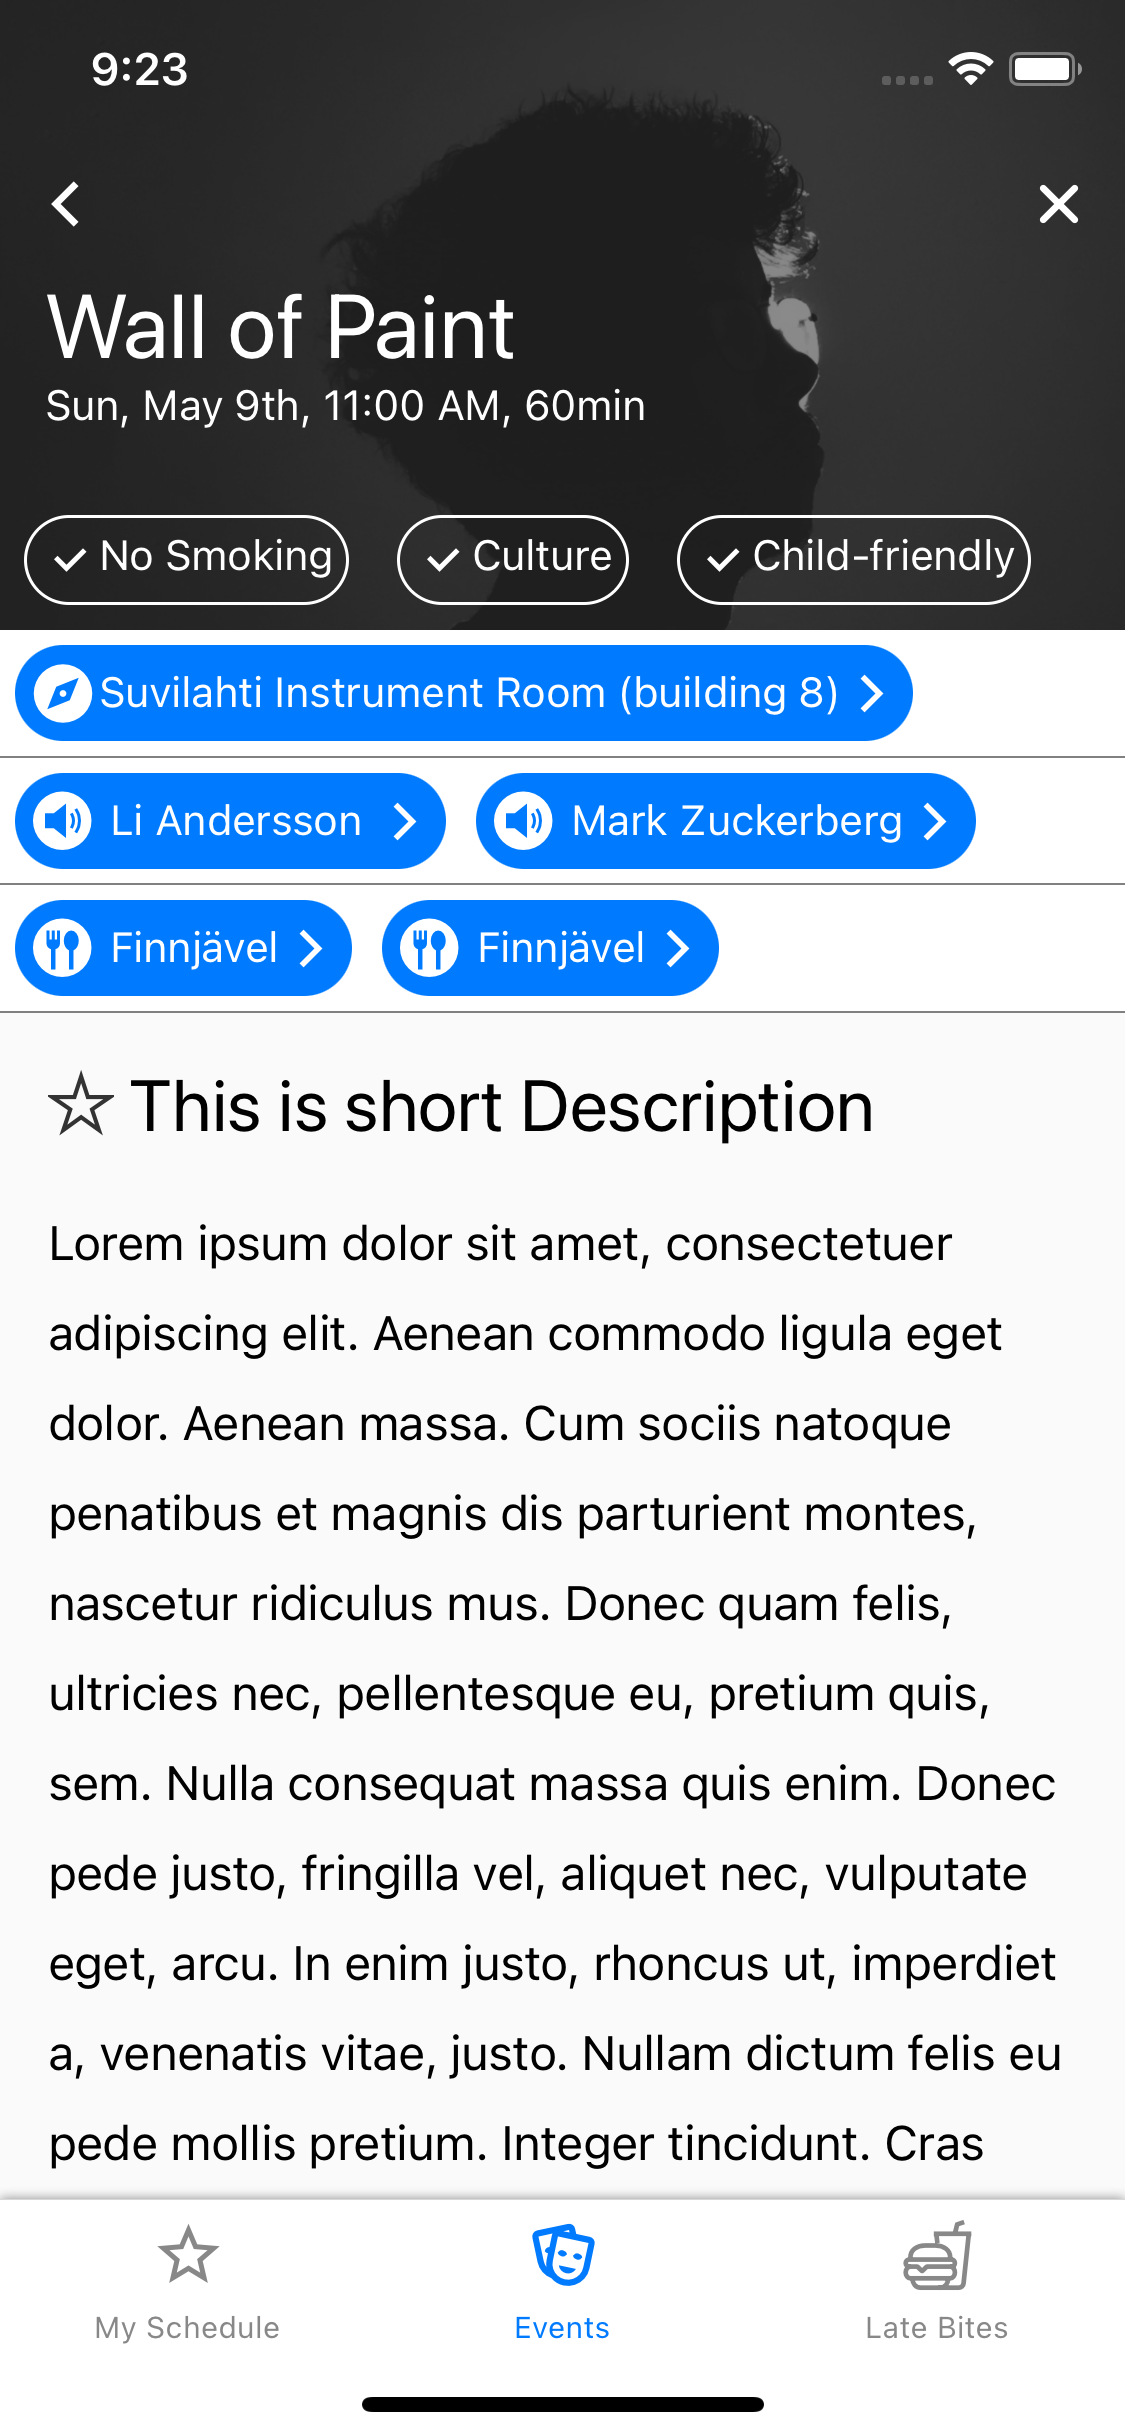 9:23
Wall of Paint
Sun, May 9th, 11:00 AM, 60min
No Smoking
Culture
Child-friendly
Suvilahti Instrument Room (building 8)
Li Andersson
Mark Zuckerberg
Finnjävel
Finnjävel
This is short Description
Lorem ipsum dolor sit amet, consectetuer
adipiscing elit. Aenean commodo ligula eget
dolor. Aenean massa. Cum sociis natoque
penatibus et magnis dis parturient montes,
nascetur ridiculus mus. Donec quam felis,
ultricies nec, pellentesque eu, pretium quis,
sem. Nulla consequat massa quis enim. Donec
pede justo, fringilla vel, aliquet nec, vulputate
eget, arcu. In enim justo, rhoncus ut, imperdiet
a, venenatis vitae, justo. Nullam dictum felis eu
pede mollis pretium. Integer tincidunt. Cras
My Schedule
Events
Late Bites